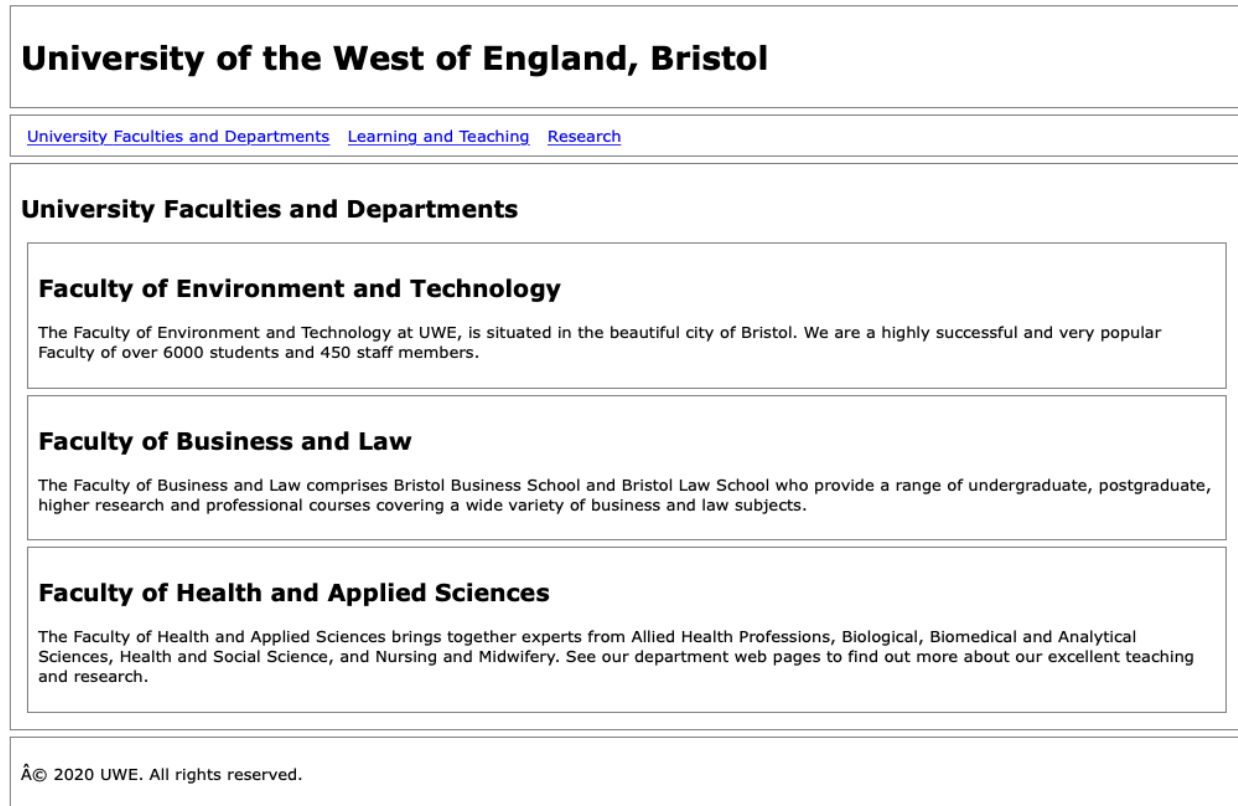 University of the West of England, Bristol
University Faculties and Departments Learning and Teaching Research
University Faculties and Departments
Faculty of Environment and Technology
The Faculty of Environment and Technology at UWE, is situated in the beautiful city of Bristol. We are a highly successful and very popular
Faculty of over 6000 students and 450 staff members.
Faculty of Business and Law
The Faculty of Business and Law comprises Bristol Business School and Bristol Law School who provide a range of undergraduate, postgraduate,
higher research and professional courses covering a wide variety of business and law subjects.
Faculty of Health and Applied Sciences
The Faculty of Health and Applied Sciences brings together experts from Allied Health Professions, Biological, Biomedical and Analytical
Sciences, Health and Social Science, and Nursing and Midwifery. See our department web pages to find out more about our excellent teaching
and research.
Â© 2020 UWE. All rights reserved.